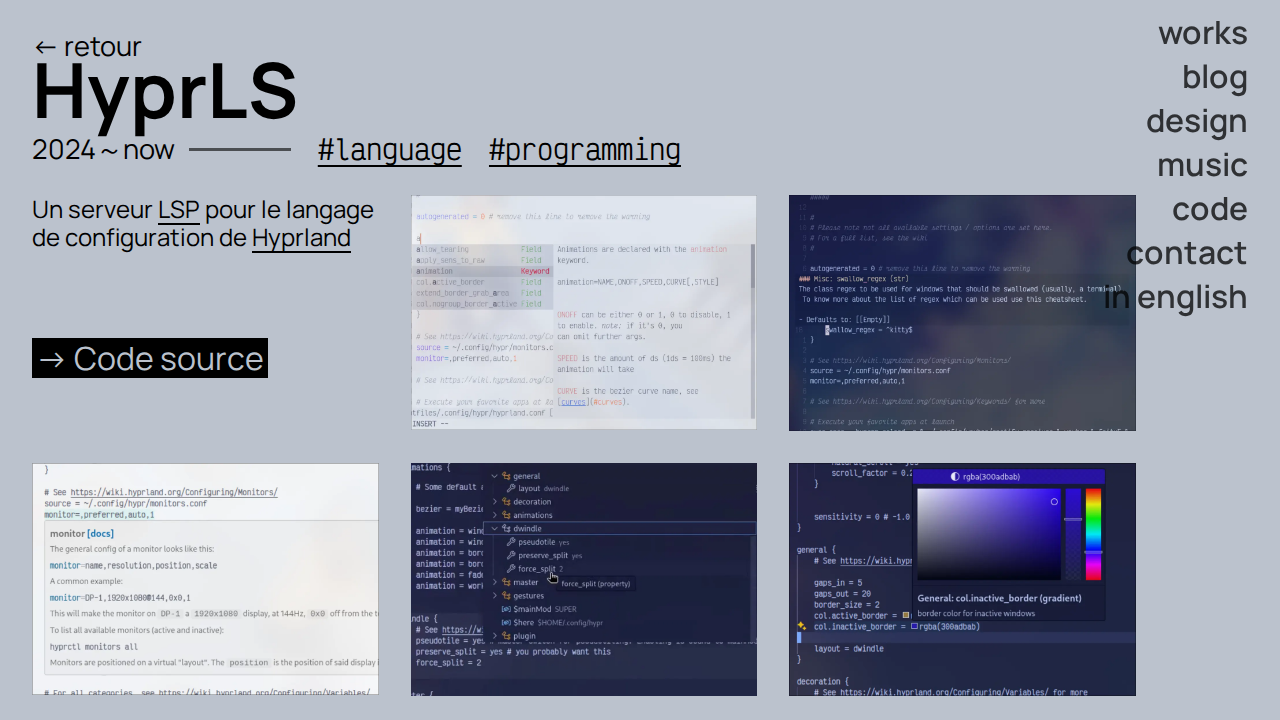 ← retour
HyprLS
2024～now
#language #programming
works
blog
design
music
code
contact
in english
Un serveur LSP pour le langage
de configuration de Hyprland
→ Code source
autogenerated = 0 # remove this line to remove the warning
a
allow_tearing Field
apply_sens_to_raw Field
animation Keyword
col.active_border Field
extend_border_grab_area Field
col.nogroup_border_active Field
}
# See https://wiki.hyprland.org/Co
source = ~/.config/hypr/monitors.c
monitor=,preferred,auto,1
# See https://wiki.hyprland.org/Co
# Execute your favorite apps at la
tfiles/.config/hypr/hyprland.conf [
INSERT --
Animations are declared with the animation
keyword.
animation=NAME,ONOFF,SPEED,CURVE[,STYLE]
ONOFF can be either 0 or 1, 0 to disable, 1
to enable. note: if it's 0, you
can omit further args.
SPEED is the amount of ds (1ds = 100ms) the
animation will take
CURVE is the bezier curve name, see
[curves](#curves).
#####
#
# Please note not all available settings / options are set here.
# For a full list, see the wiki
#
autogenerated = 0 # remove this line to remove the warning
### Misc: swallow_regex (str)
The class regex to be used for windows that should be swallowed (usually, a terminal)
To know more about the list of regex which can be used use this cheatsheet.
- Defaults to: [[Empty]]
swallow_regex = ^kitty$
}
# See https://wiki.hyprland.org/Configuring/Monitors/
source = ~/.config/hypr/monitors.conf
monitor=,preferred,auto,1
# See https://wiki.hyprland.org/Configuring/Keywords/ for more
# Execute your favorite apps at launch
}
# See https://wiki.hyprland.org/Configuring/Monitors/
source = ~/.config/hypr/monitors.conf
monitor=,preferred,auto,1
monitor [docs]
The general config of a monitor looks like this:
monitor=name,resolution,position,scale
A common example:
monitor=DP-1,1920x1080@144,0x0,1
This will make the monitor on DP-1 a 1920x1080 display, at 144Hz, 0x0 off from the t
To list all available monitors (active and inactive):
hyprctl monitors all
Monitors are positioned on a virtual "layout". The position is the position of said display i
# For all categories, see https://wiki.hyprland.org/Configuring/Variables/
mations {
# Some default a
bezier = myBezie
animation = wind
animation = wind
animation = bord
animation = bord
animation = fade
animation = work
ndle {
# See https://wi
preserve_split = yes # you probably want this
force_split = 2
ter {
general
layout dwindle
decoration
animations
dwindle
pseudotile yes
preserve_split yes
force_split 2
force_split (property)
master
gestures
$mainMod SUPER
$here $HOME/.config/hypr
plugin
scroll_factor = 0.2
}
sensitivity = 0 # -1.0
}
general {
# See https://wiki.hypr
gaps_in = 5
gaps_out = 20
border_size = 2
col.active_border =
col.inactive_border = rgba(300adbab)
layout = dwindle
}
decoration {
# See https://wiki.hyprland.org/Configuring/Variables/ for more
rgba(300adbab)
General: col.inactive_border (gradient)
border color for inactive windows